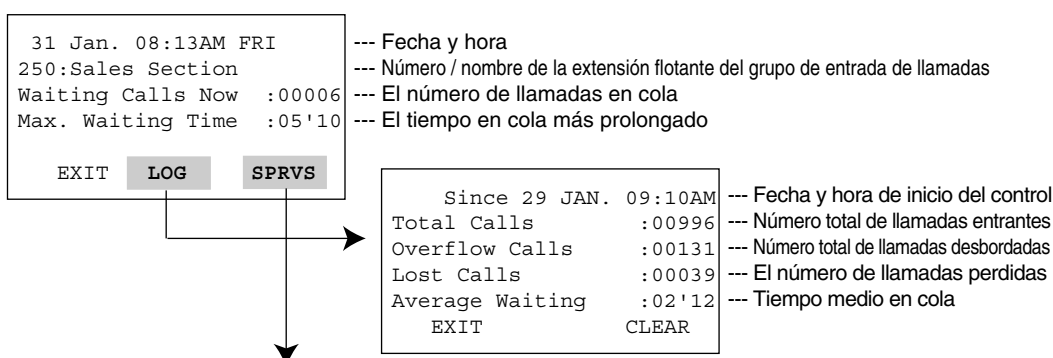 31 Jan. 08:13AM FRI --- Fecha y hora
250:Sales Section --- Número / nombre de la extensión flotante del grupo de entrada de llamadas
Waiting Calls Now :00006 --- El número de llamadas en cola
Max. Waiting Time :05'10 --- El tiempo en cola más prolongado
EXIT LOG SPRVS
Since 29 JAN. 09:10AM --- Fecha y hora de inicio del control
Total Calls :00996 --- Número total de llamadas entrantes
Overflow Calls :00131 --- Número total de llamadas desbordadas
Lost Calls :00039 --- El número de llamadas perdidas
Average Waiting :02'12 --- Tiempo medio en cola
EXIT CLEAR